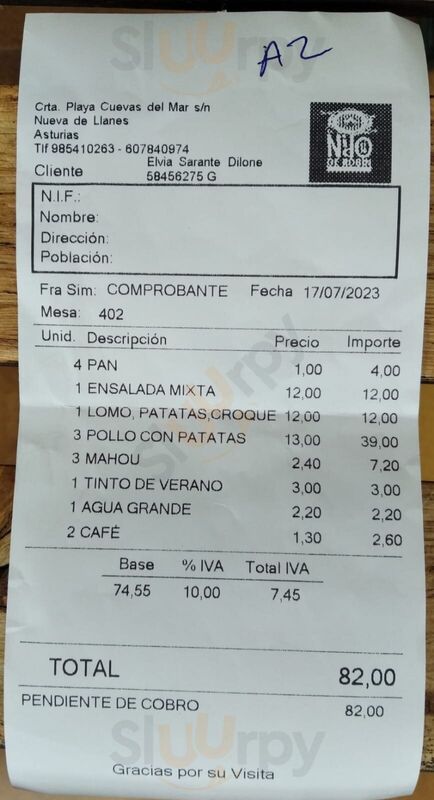 A2
Crta. Playa Cuevas del Mar s/n
Nueva de Llanes
Asturias
Tlf 985410263 - 607840974
Elvia Sarante Dilone
Cliente 58456275 G
N.I.F.:
Nombre:
Dirección:
Población:
Fra Sim: COMPROBANTE Fecha 17/07/2023
Mesa: 402
Unid. Descripción Precio Importe
4 PAN 1,00 4,00
1 ENSALADA MIXTA 12,00 12,00
1 LOMO, PATATAS,CROQUE 12,00 12,00
3 POLLO CON PATATAS 13,00 39,00
3 MAHOU 2,40 7,20
1 TINTO DE VERANO 3,00 3,00
1 AGUA GRANDE 2,20 2,20
2 CAFÉ 1,30 2,60
Base % IVA Total IVA
74,55 10,00 7,45
TOTAL 82,00
PENDIENTE DE COBRO 82,00
Gracias por su Visita
Sluurpy
Sluurpy
Sluurpy